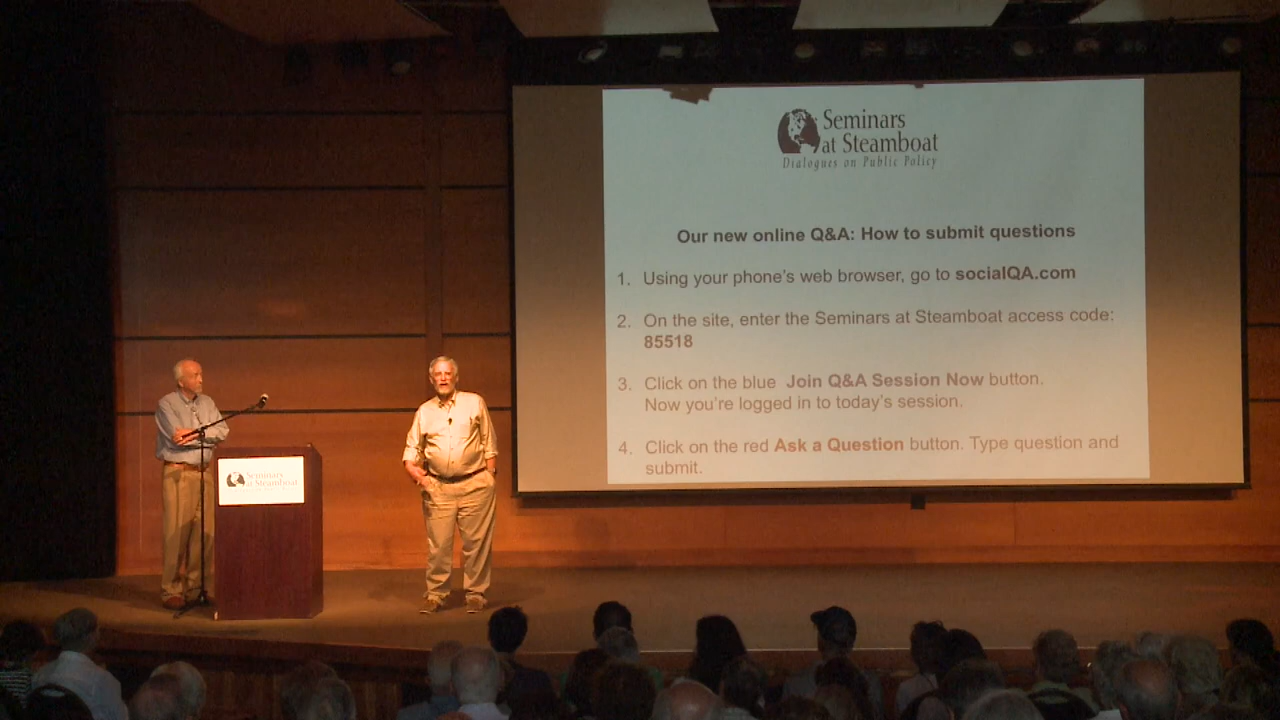 Seminars
at Steamboat
Dialogues on Public Policy
Our new online Q&A: How to submit questions
1. Using your phone's web browser, go to socialQA.com
2. On the site, enter the Seminars at Steamboat access code:
85518
3. Click on the blue Join Q&A Session Now button.
Now you're logged in to today's session.
4. Click on the red Ask a Question button. Type question and
submit.
Seminars
at Steamboat